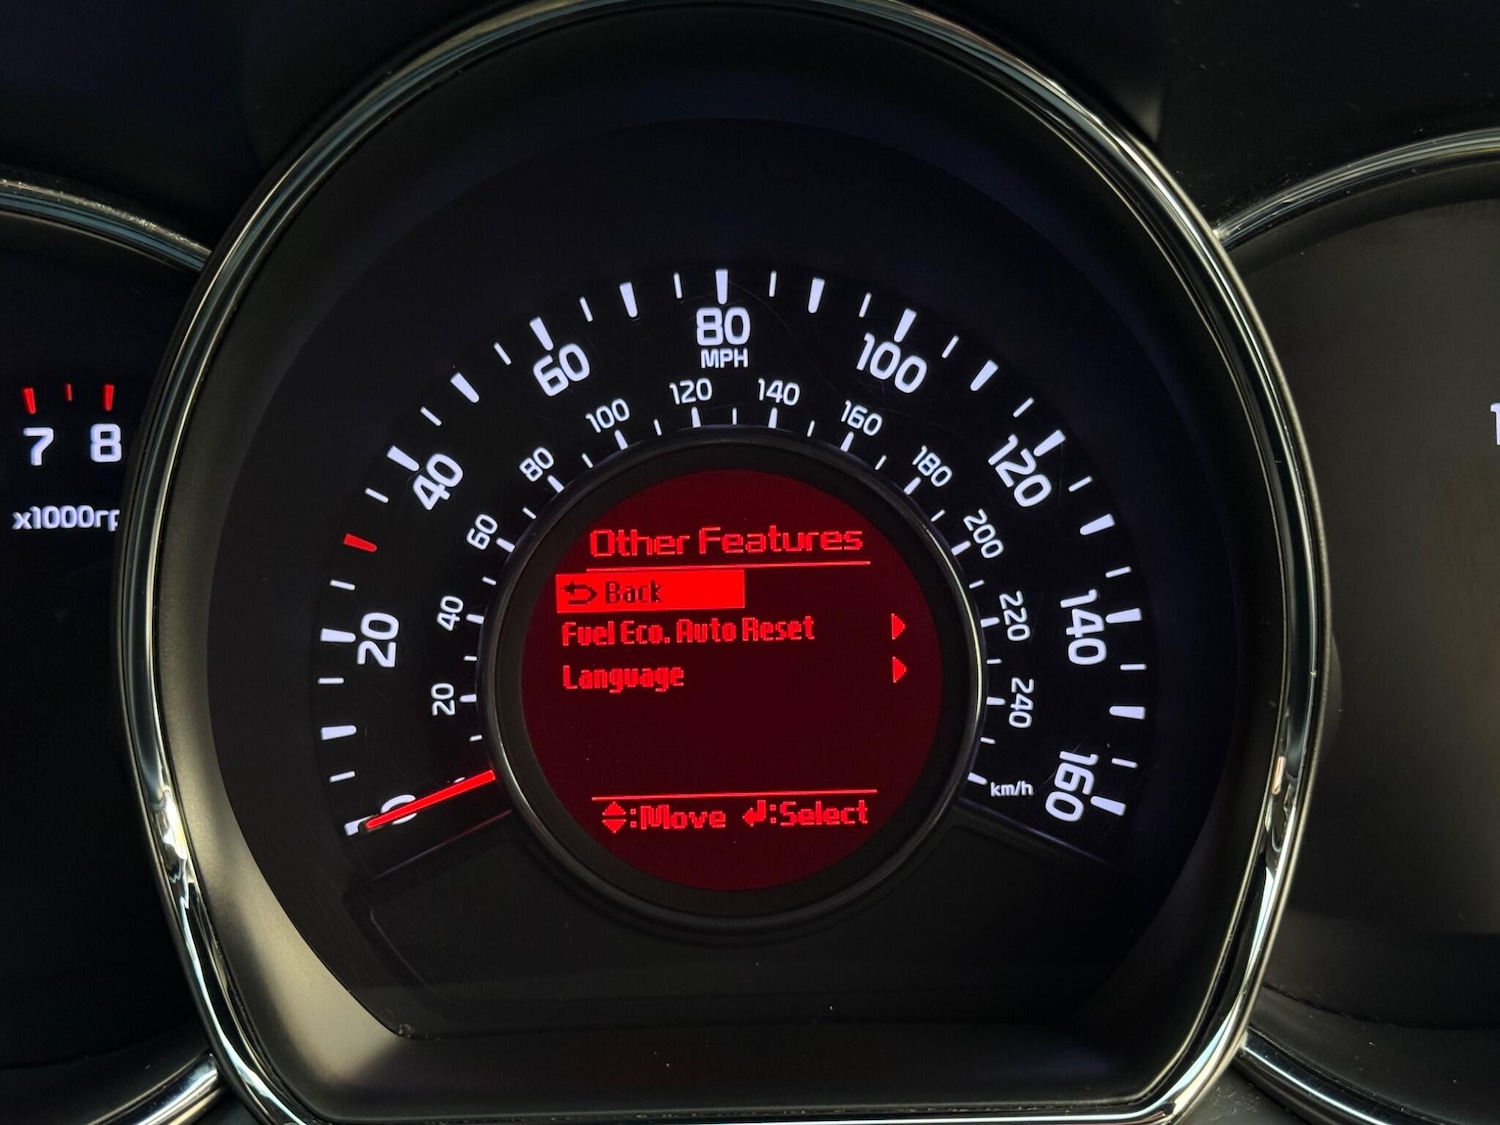 80
MPH
60
100
120
140
100
160
40
120
80
180
60
200
7 8
x1000r
20
40
220
140
20
240
km/h
160
0
Other Features
Back
Fuel Eco. Auto Reset
Language
:Move :Select